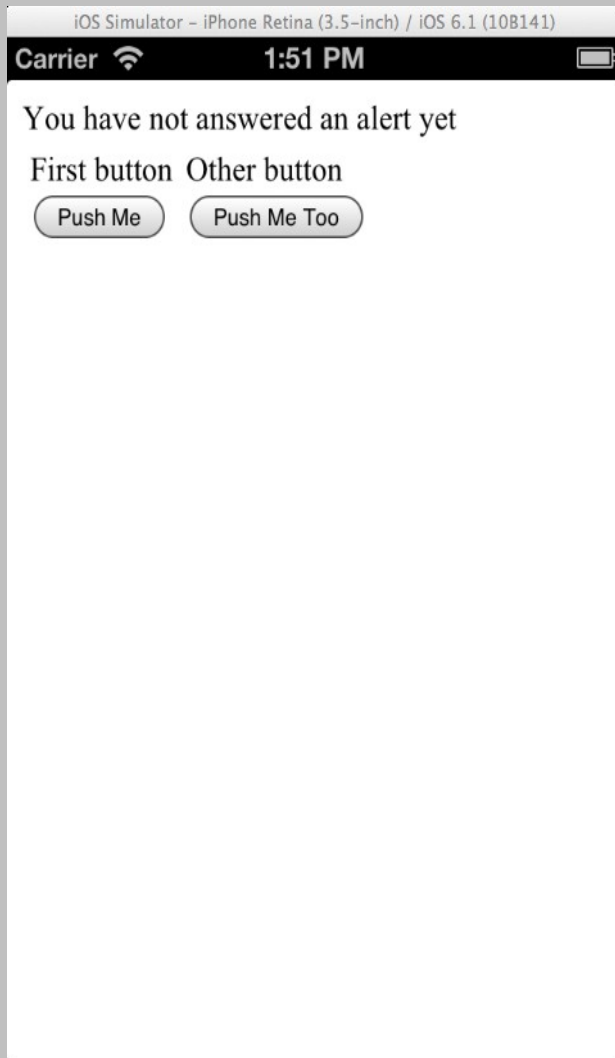 iOS Simulator - iPhone Retina (3.5-inch) / iOS 6.1 (10B141)
Carrier 1:51 PM
You have not answered an alert yet
First button Other button
Push Me Push Me Too